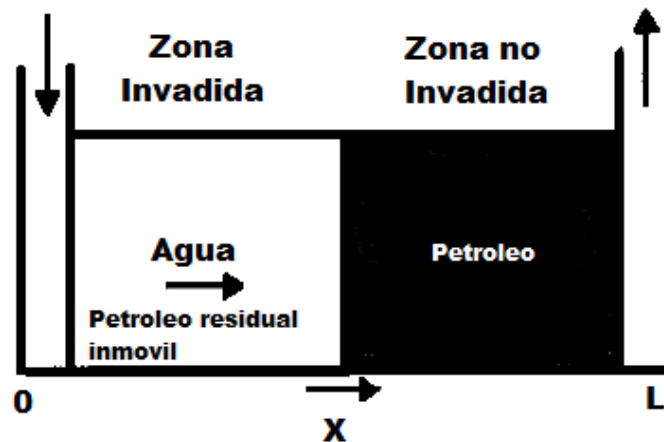 Zona
Invadida
Zona no
Invadida
Agua
Petroleo residual
inmovil
Petroleo
0
X
L